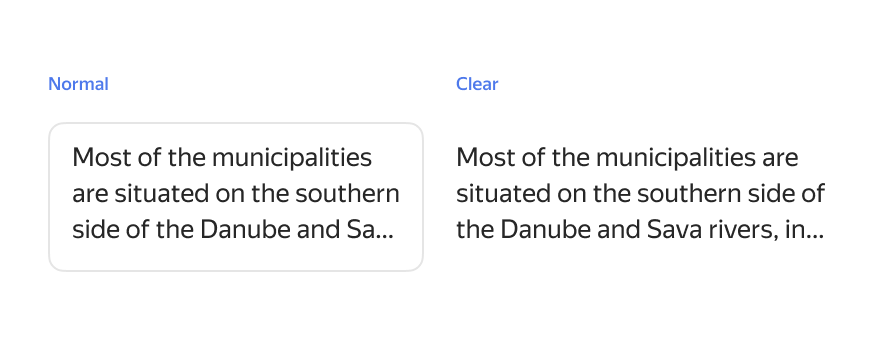 Normal
Most of the municipalities
are situated on the southern
side of the Danube and Sa...
Clear
Most of the municipalities are
situated on the southern side of
the Danube and Sava rivers, in...